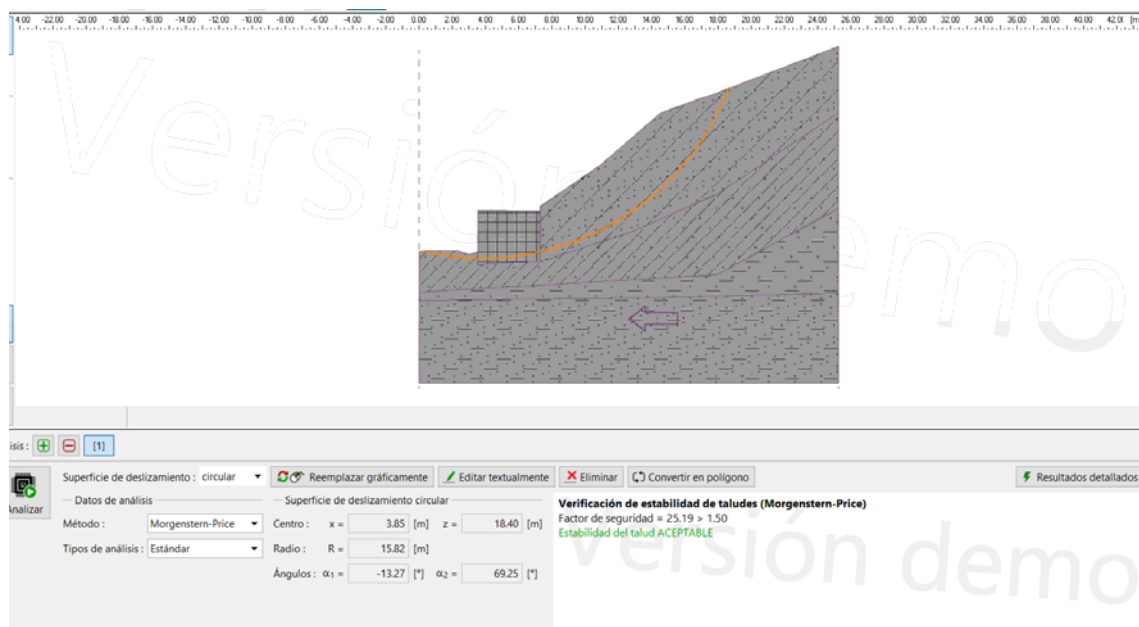 4.00 -22.00 -20.00 -18.00 -16.00 -14.00 -12.00 -10.00 -8.00 -6.00 -4.00 -2.00 0.00 2.00 4.00 6.00 8.00 10.00 12.00 14.00 16.00 18.00 20.00 22.00 24.00 26.00 28.00 30.00 32.00 34.00 36.00 38.00 40.00 42.0 [m
Versión demo
isis : [1]
Analizar
Superficie de deslizamiento : circular Reemplazar gráficamente Editar textualmente Eliminar Convertir en polígono Resultados detallados
Datos de análisis Superficie de deslizamiento circular
Método : Morgenstern-Price Centro : x = 3.85 [m] z = 18.40 [m]
Tipos de análisis : Estándar Radio : R = 15.82 [m]
Ángulos : α1 = -13.27 [°] α2 = 69.25 [°]
Verificación de estabilidad de taludes (Morgenstern-Price)
Factor de seguridad = 25.19 > 1.50
Estabilidad del talud ACEPTABLE
versión demo